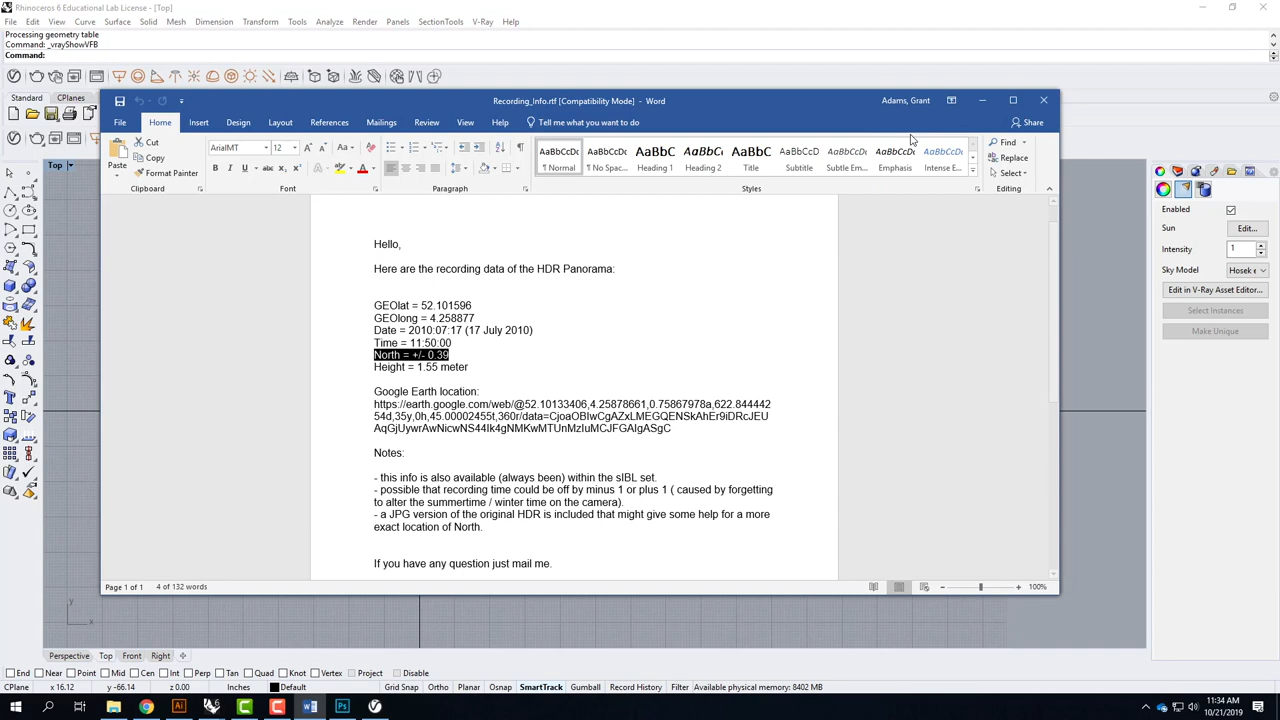 Rhinoceros 6 Educational Lab License - [Top]
File Edit View Curve Surface Solid Mesh Dimension Transform Tools Analyze Render Panels SectionTools V-Ray Help
Processing geometry table
Command: _vrayShowVFB
Command:
Standard CPlanes
Recording_Info.rtf [Compatibility Mode] - Word
Adams, Grant
File Home Insert Design Layout References Mailings Review View Help Tell me what you want to do Share
Paste Cut Copy Format Painter
ArialMT 12
AaBbCcDc AaBbCcDc AaBbC AaBbC AaBbC AaBbCcD AaBbCcDc AaBbCcDc AaBbCcDc
¶ Normal ¶ No Spac... Heading 1 Heading 2 Title Subtitle Subtle Em... Emphasis Intense E...
Find Replace Select
Clipboard Font Paragraph Styles Editing
Top
Hello,
Here are the recording data of the HDR Panorama:
GEOlat = 52.101596
GEOlong = 4.258877
Date = 2010:07:17 (17 July 2010)
Time = 11:50:00
North = +/- 0.39
Height = 1.55 meter
Google Earth location:
https://earth.google.com/web/@52.10133406,4.25878661,0.75867978a,622.844442
54d,35y,0h,45.00002455t,360r/data=CjoaOBIwCgAZxLMEGQENSkAhEr9iDRcJEU
AqGjUywrAwNicwNS44Ik4gNMKwMTUnMzIuMCJFGAIgASgC
Notes:
- this info is also available (always been) within the sIBL set.
- possible that recording time could be off by minus 1 or plus 1 ( caused by forgetting
to alter the summertime / winter time on the camera).
- a JPG version of the original HDR is included that might give some help for a more
exact location of North.
If you have any question just mail me.
Page 1 of 1 4 of 132 words
100%
Enabled
Sun Edit...
Intensity 1
Sky Model Hosek e
Edit in V-Ray Asset Editor...
Select Instances
Make Unique
y
x
Perspective Top Front Right
End Near Point Mid Cen Int Perp Tan Quad Knot Vertex Project Disable
CPlane x 16.12 y -66.14 z 0.00 Inches Default Grid Snap Ortho Planar Osnap SmartTrack Gumball Record History Filter Available physical memory: 8402 MB
11:34 AM
10/21/2019